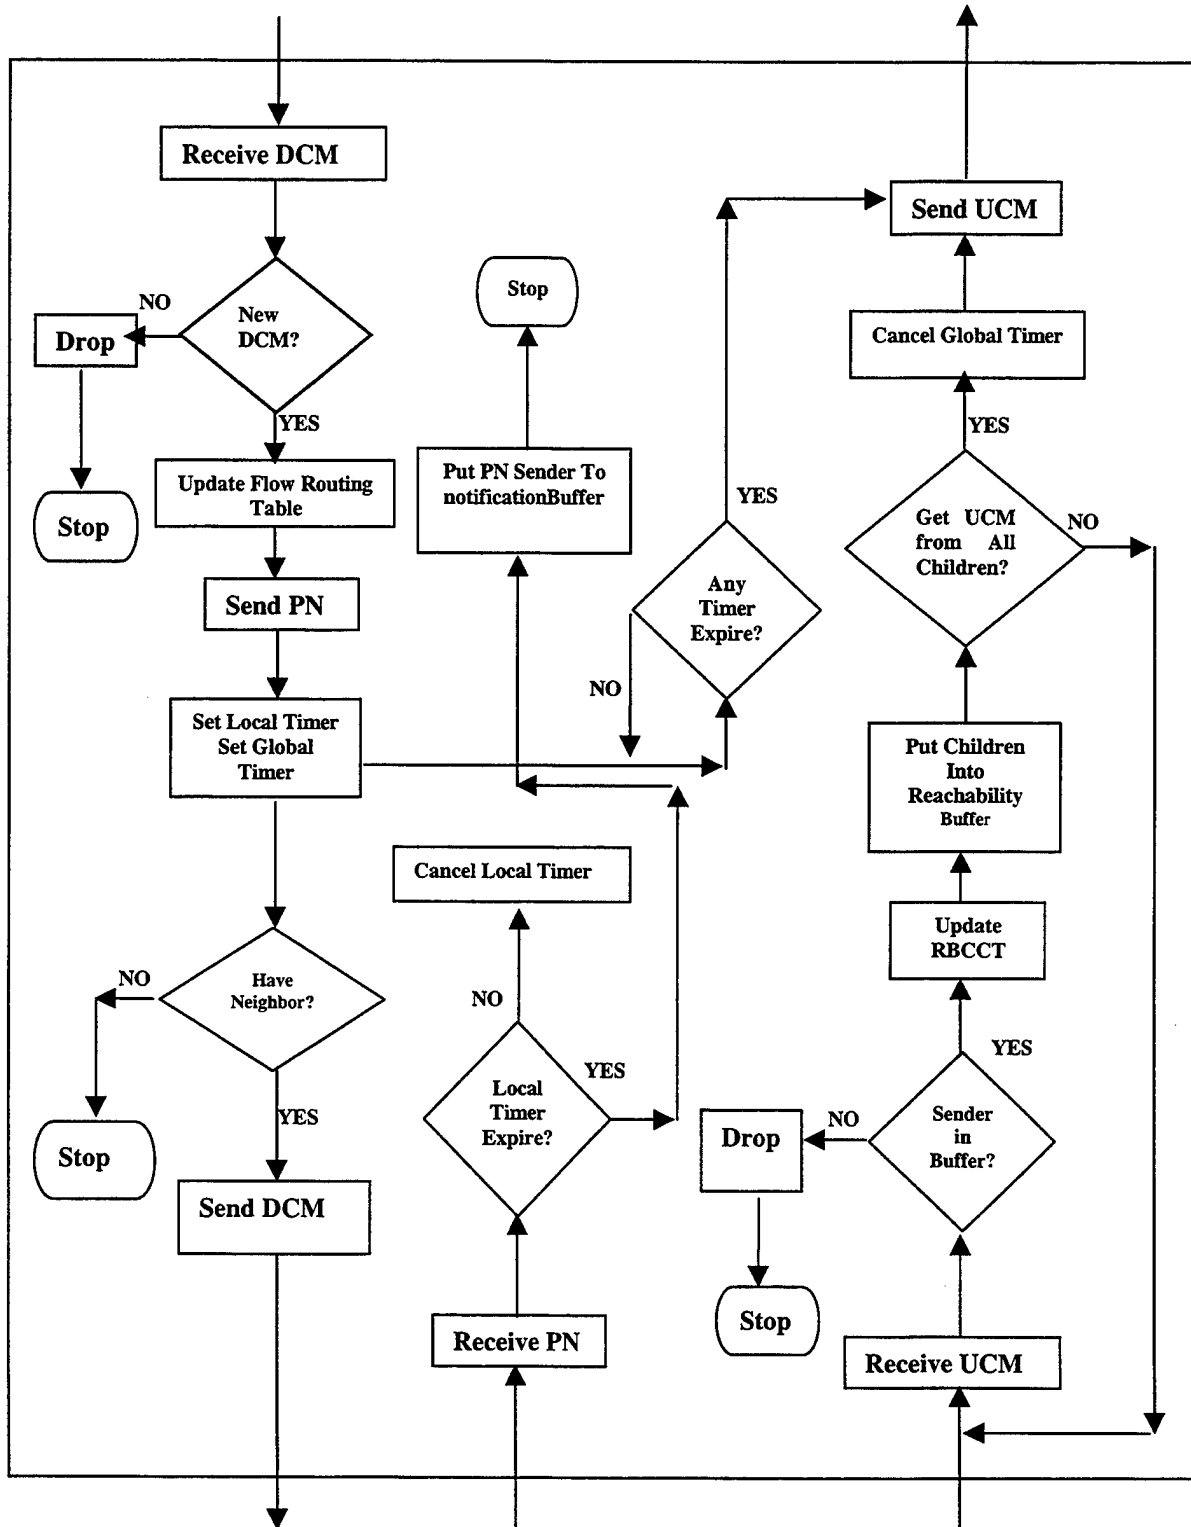 Receive DCM
New
DCM?
NO
Drop
Stop
YES
Update Flow Routing
Table
Send PN
Set Local Timer
Set Global
Timer
Have
Neighbor?
NO
Stop
YES
Send DCM
Stop
Put PN Sender To
notificationBuffer
Cancel Local Timer
NO
YES
Local
Timer
Expire?
Receive PN
YES
Any
Timer
Expire?
NO
Send UCM
Cancel Global Timer
YES
Get UCM
from All
Children?
NO
Put Children
Into
Reachability
Buffer
Update
RBCCT
YES
Sender
in
Buffer?
NO
Drop
Stop
Receive UCM